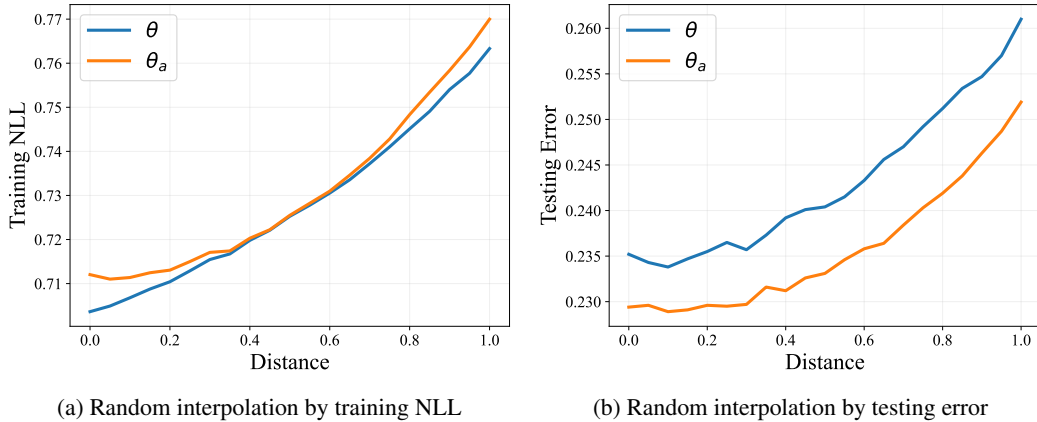 0.77
0.76
0.75
0.74
0.73
0.72
0.71
Training NLL
θ
θa
0.0 0.2 0.4 0.6 0.8 1.0
Distance
(a) Random interpolation by training NLL
0.260
0.255
0.250
0.245
0.240
0.235
0.230
Testing Error
θ
θa
0.0 0.2 0.4 0.6 0.8 1.0
Distance
(b) Random interpolation by testing error